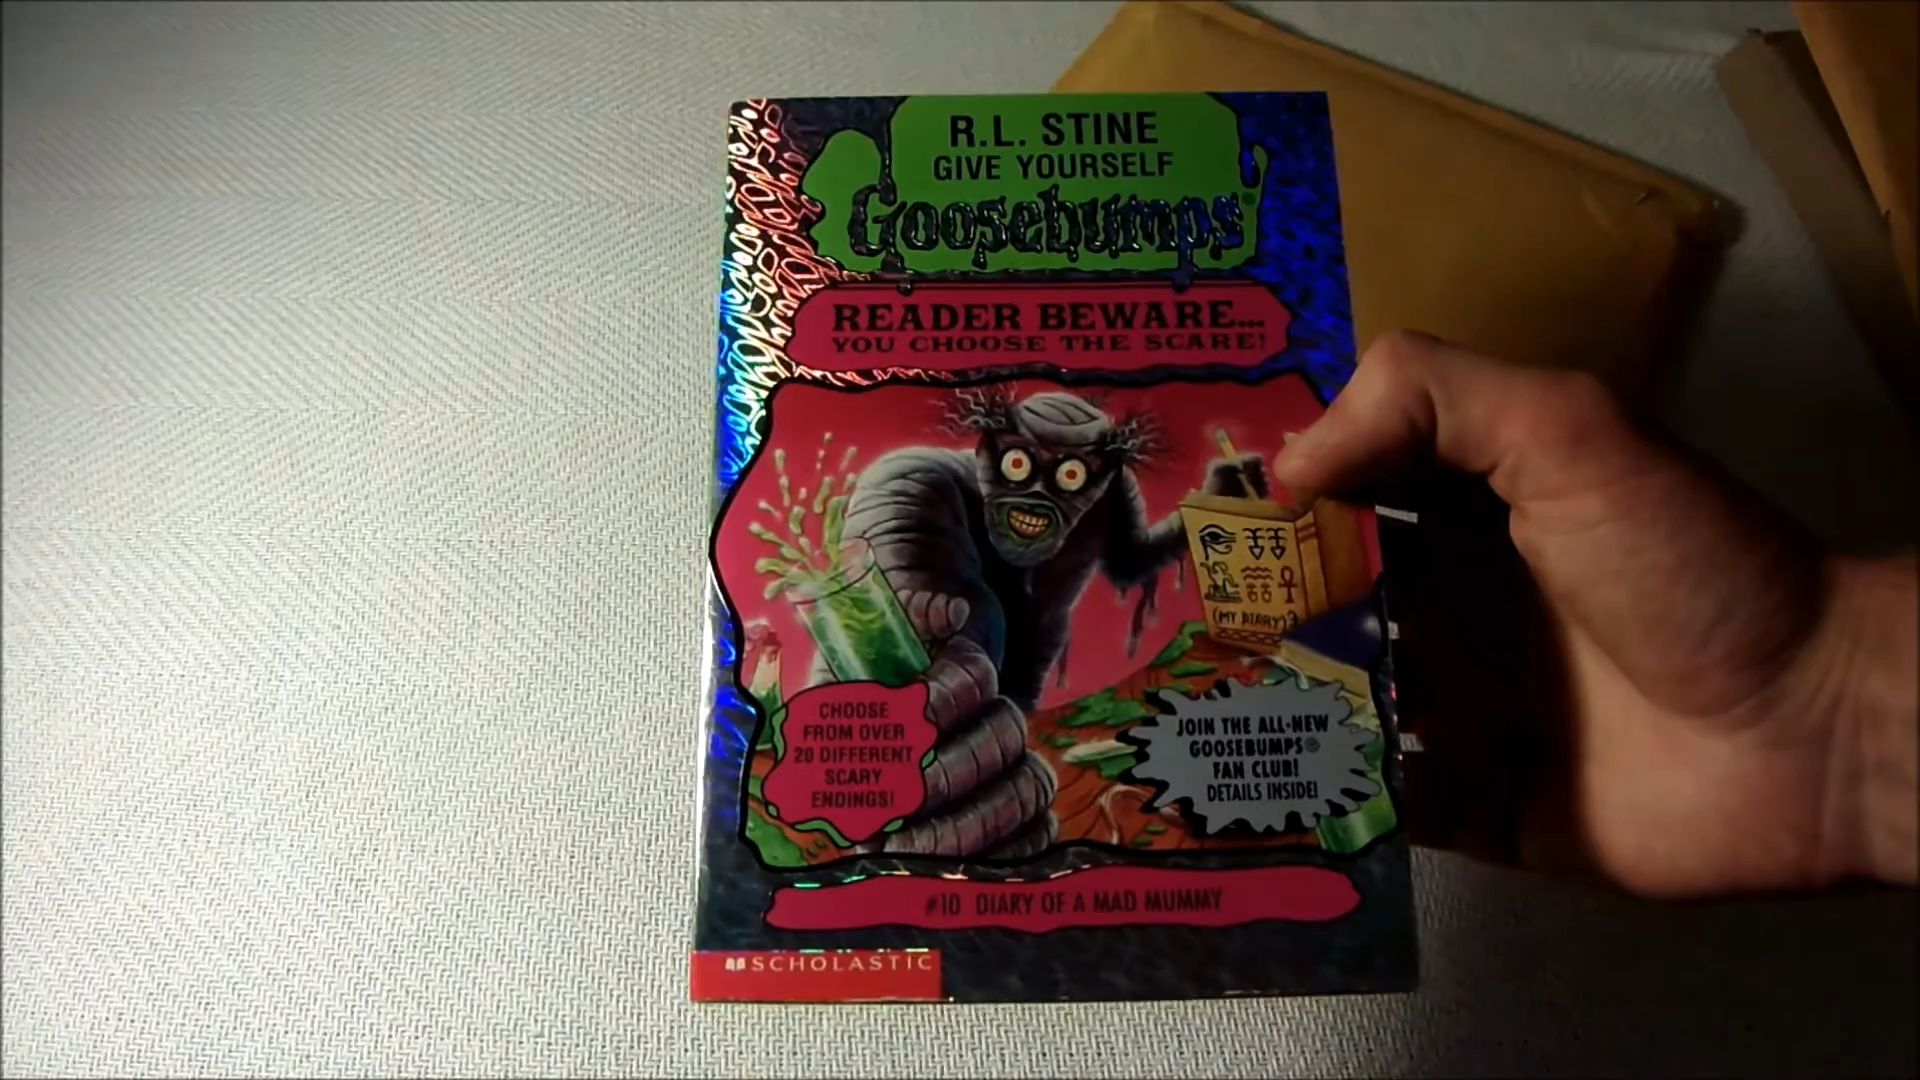 R.L. STINE
GIVE YOURSELF
Goosebumps
READER BEWARE...
YOU CHOOSE THE SCARE!
(MY DIARY)
CHOOSE
FROM OVER
20 DIFFERENT
SCARY
ENDINGS!
JOIN THE ALL-NEW
GOOSEBUMPS®
FAN CLUB!
DETAILS INSIDE!
#10 DIARY OF A MAD MUMMY
SCHOLASTIC